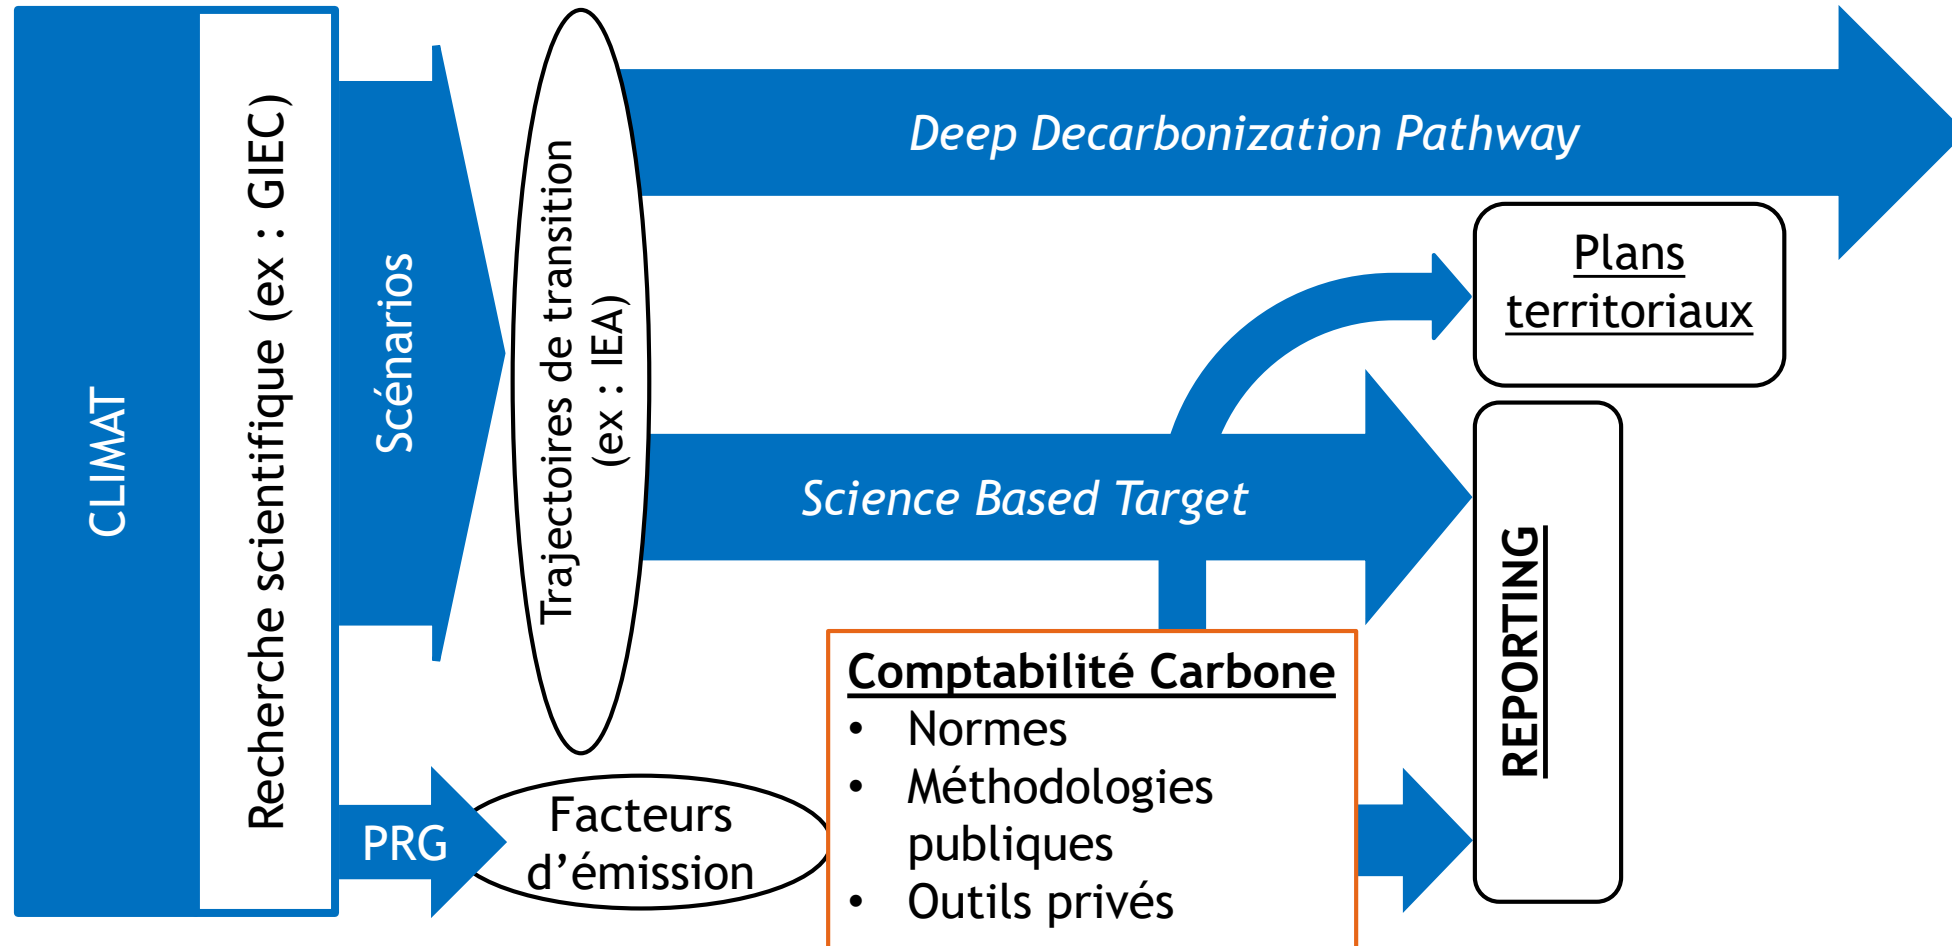 CLIMAT
Recherche scientifique (ex : GIEC)
Scénarios
Trajectoires de transition
(ex : IEA)
Deep Decarbonization Pathway
Plans
territoriaux
Science Based Target
REPORTING
PRG
Facteurs
d’émission
Comptabilité Carbone
• Normes
• Méthodologies
publiques
• Outils privés